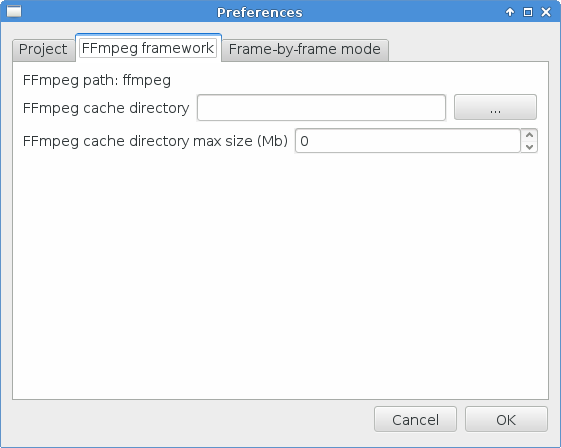 Preferences
Project FFmpeg framework Frame-by-frame mode
FFmpeg path: ffmpeg
FFmpeg cache directory ...
FFmpeg cache directory max size (Mb) 0
Cancel OK